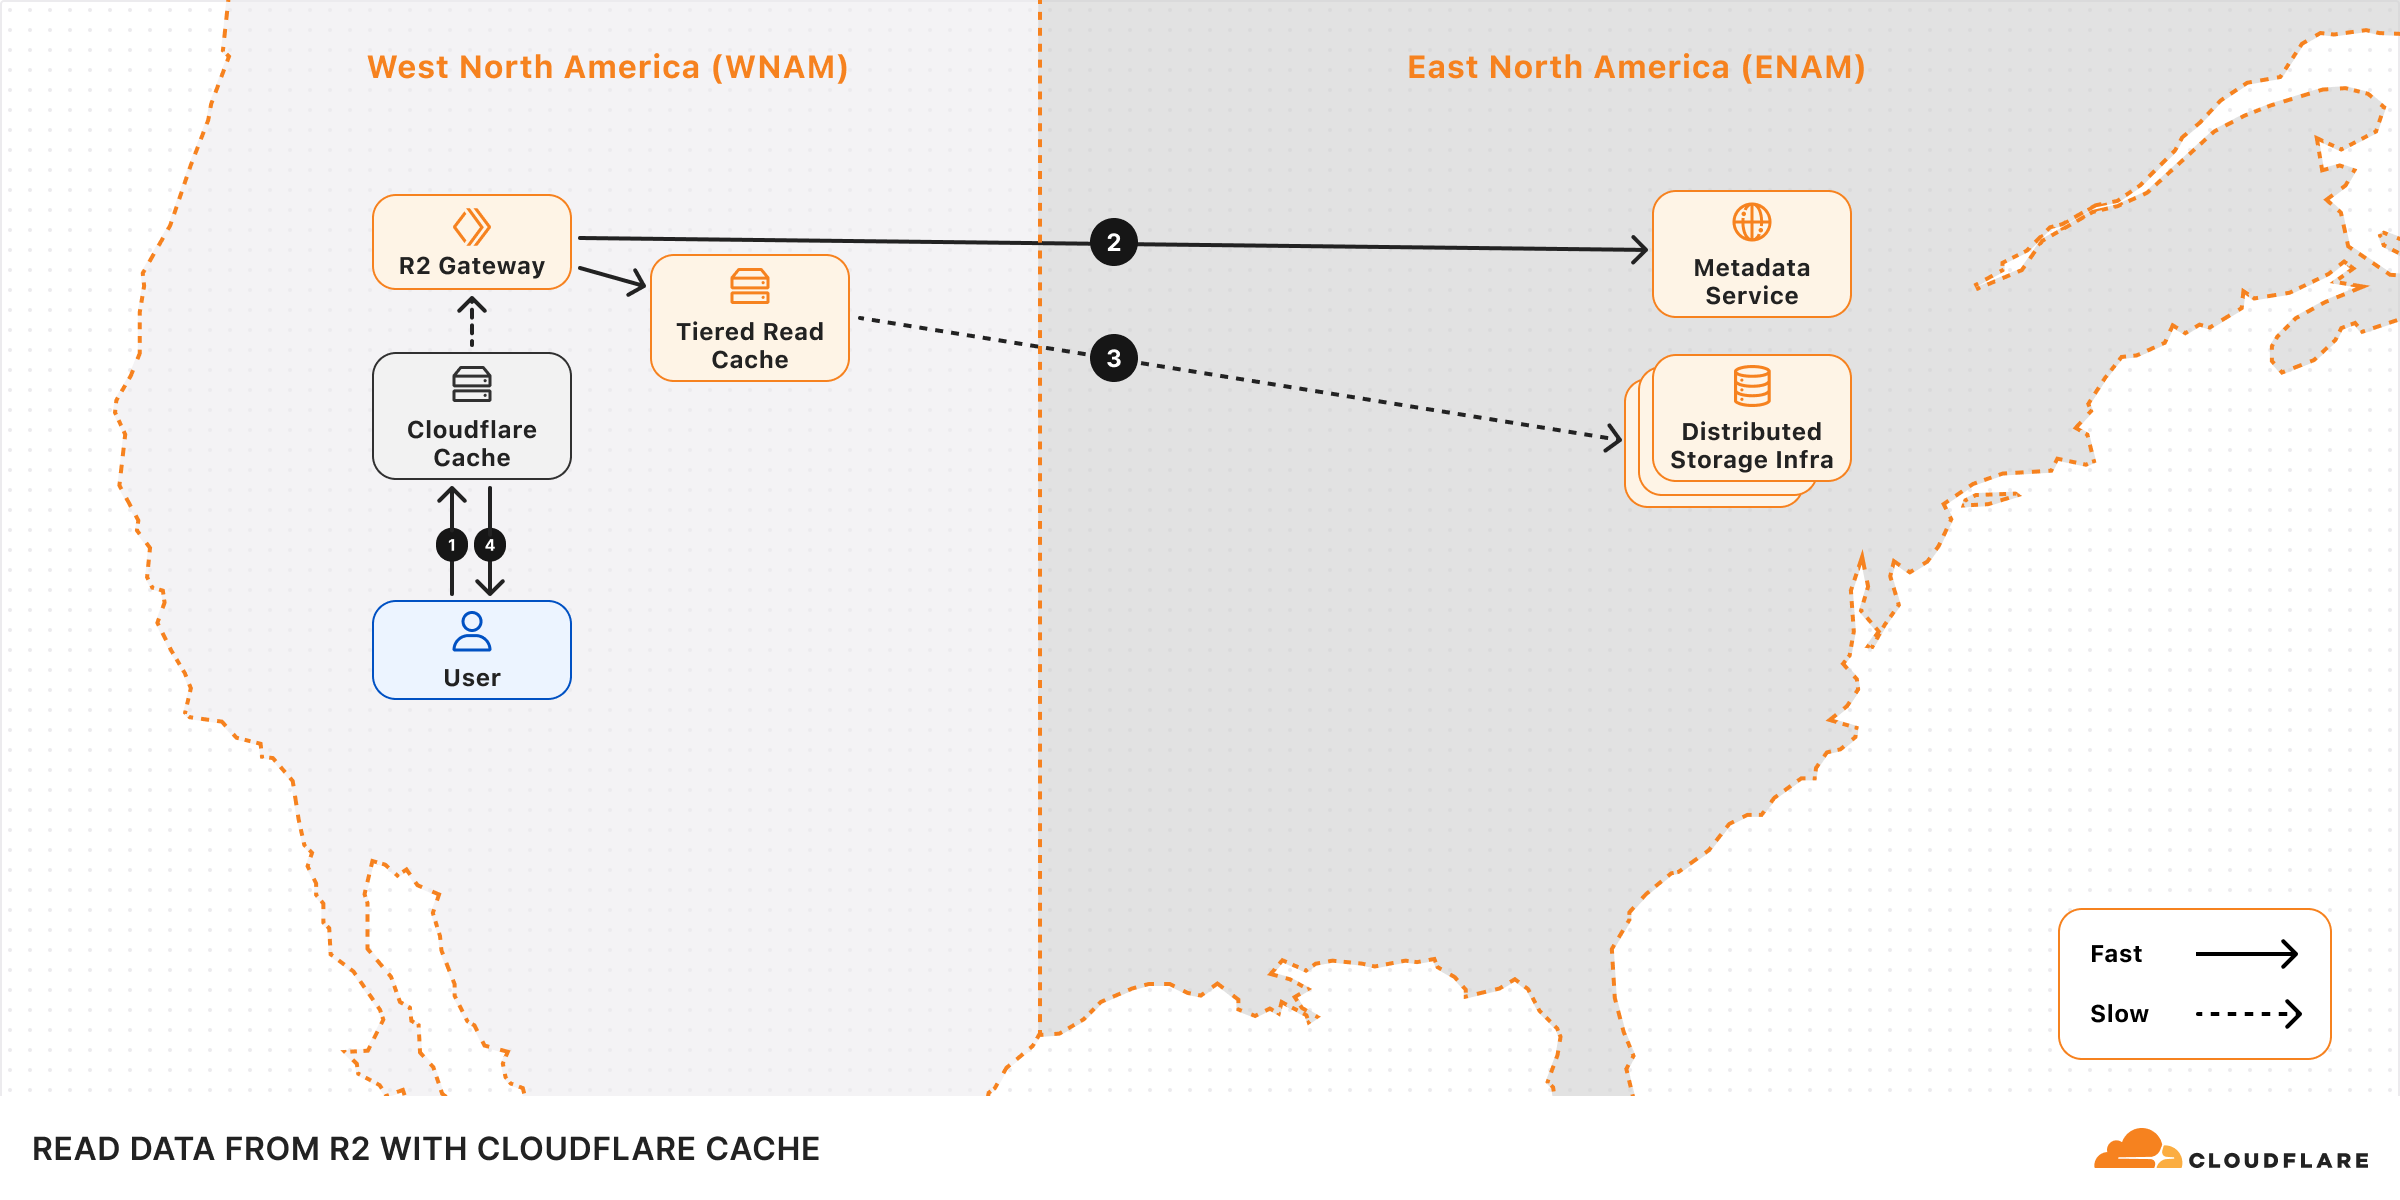 West North America (WNAM)
East North America (ENAM)
R2 Gateway
2
Metadata
Service
Tiered Read
Cache
3
Cloudflare
Cache
Distributed
Storage Infra
1
4
User
Fast
Slow
READ DATA FROM R2 WITH CLOUDFLARE CACHE
CLOUDFLARE